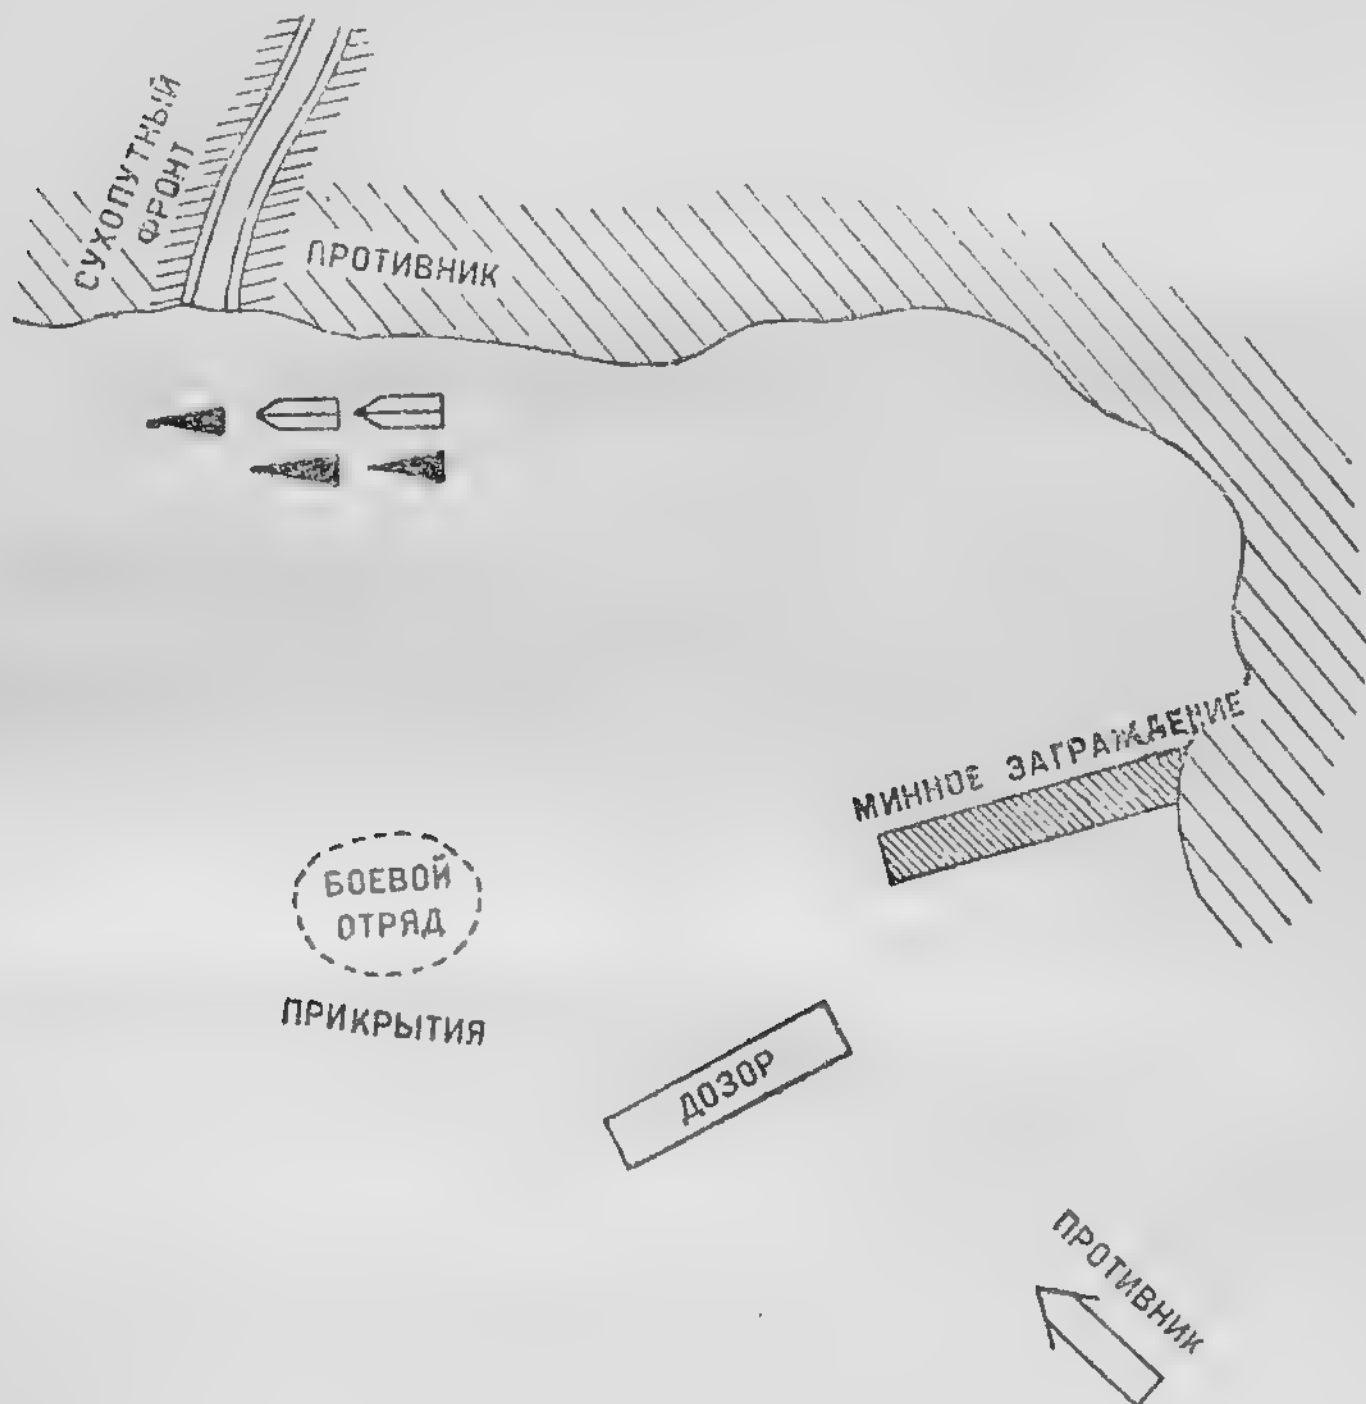 СУХОПУТНЫЙ
ФРОНТ
ПРОТИВНИК
МИННОЕ ЗАГРАЖДЕНИЕ
БОЕВОЙ
ОТРЯД
ПРИКРЫТИЯ
ДОЗОР
ПРОТИВНИК